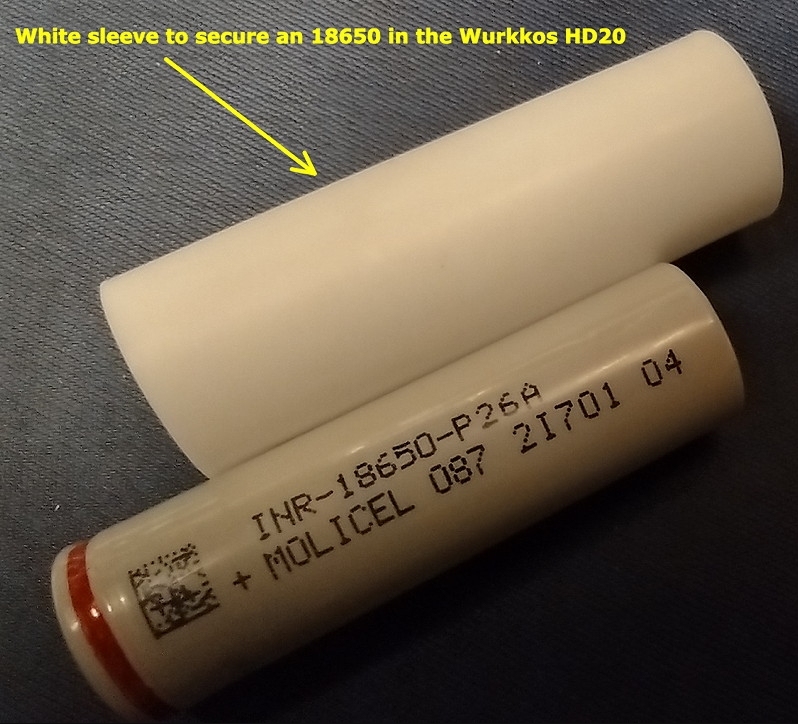 White sleeve to secure an 18650 in the Wurkkos HD20
INR-18650-P26A
+ MOLICEL 087 2I701 04